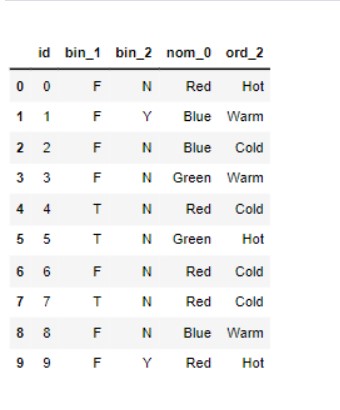 id bin_1 bin_2 nom_0 ord_2
0 0 F N Red Hot
1 1 F Y Blue Warm
2 2 F N Blue Cold
3 3 F N Green Warm
4 4 T N Red Cold
5 5 T N Green Hot
6 6 F N Red Cold
7 7 T N Red Cold
8 8 F N Blue Warm
9 9 F Y Red Hot